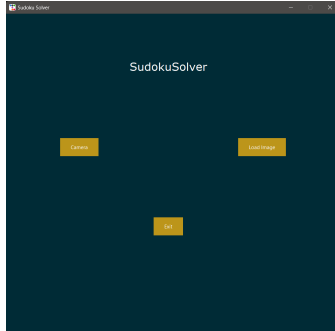 Sudoku Solver
SudokuSolver
Camera
Load Image
Exit